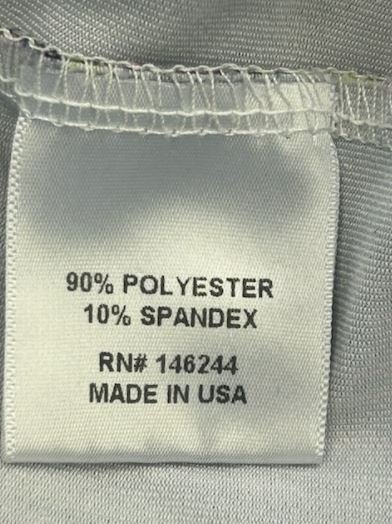 90% POLYESTER
10% SPANDEX
RN# 146244
MADE IN USA